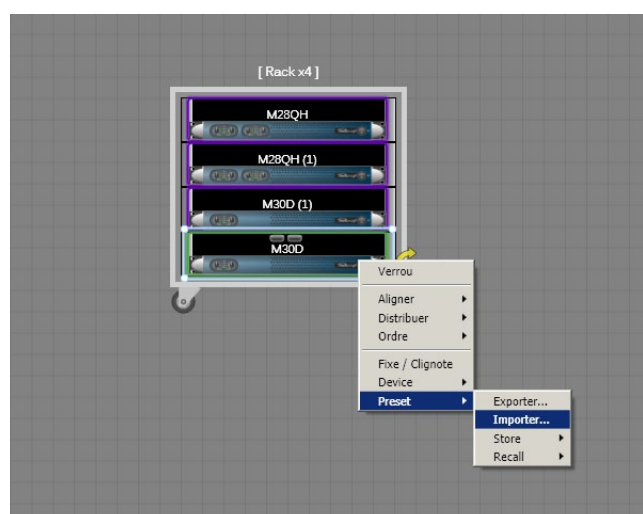 [ Rack x4 ]
M28QH
M28QH (1)
M30D (1)
M30D
Verrou
Aligner
Distribuer
Ordre
Fixe / Clignote
Device
Preset
Exporter...
Importer...
Store
Recall